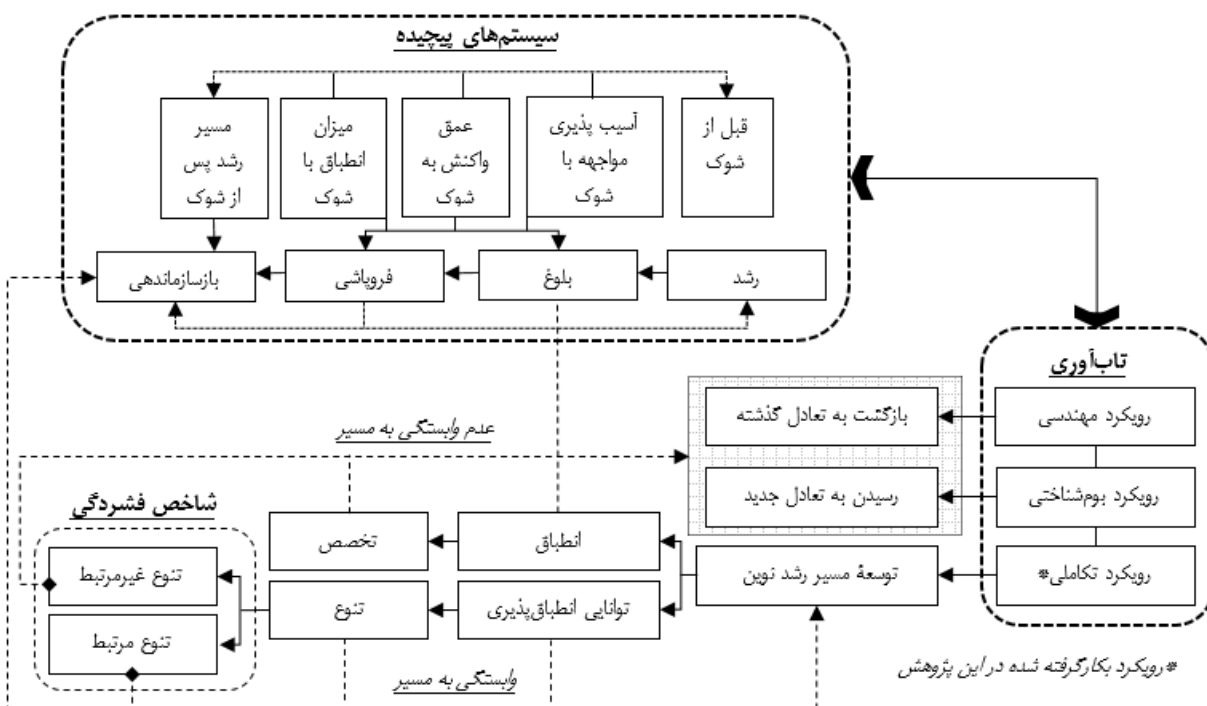 سیستم‌های پیچیده
قبل از
شوک
آسیب پذیری
مواجهه با
شوک
عمق
واکنش به
شوک
میزان
انطباق با
شوک
مسیر
رشد پس
از شوک
رشد
بلوغ
فروپاشی
بازسازماندهی
تاب‌آوری
رویکرد مهندسی
بازگشت به تعادل گذشته
رویکرد بوم‌شناختی
رسیدن به تعادل جدید
رویکرد تکاملی*
توسعهٔ مسیر رشد نوین
عدم وابستگی به مسیر
انطباق
تخصص
توانایی انطباق‌پذیری
تنوع
شاخص فشردگی
تنوع غیرمرتبط
تنوع مرتبط
وابستگی به مسیر
*رویکرد بکارگرفته شده در این پژوهش